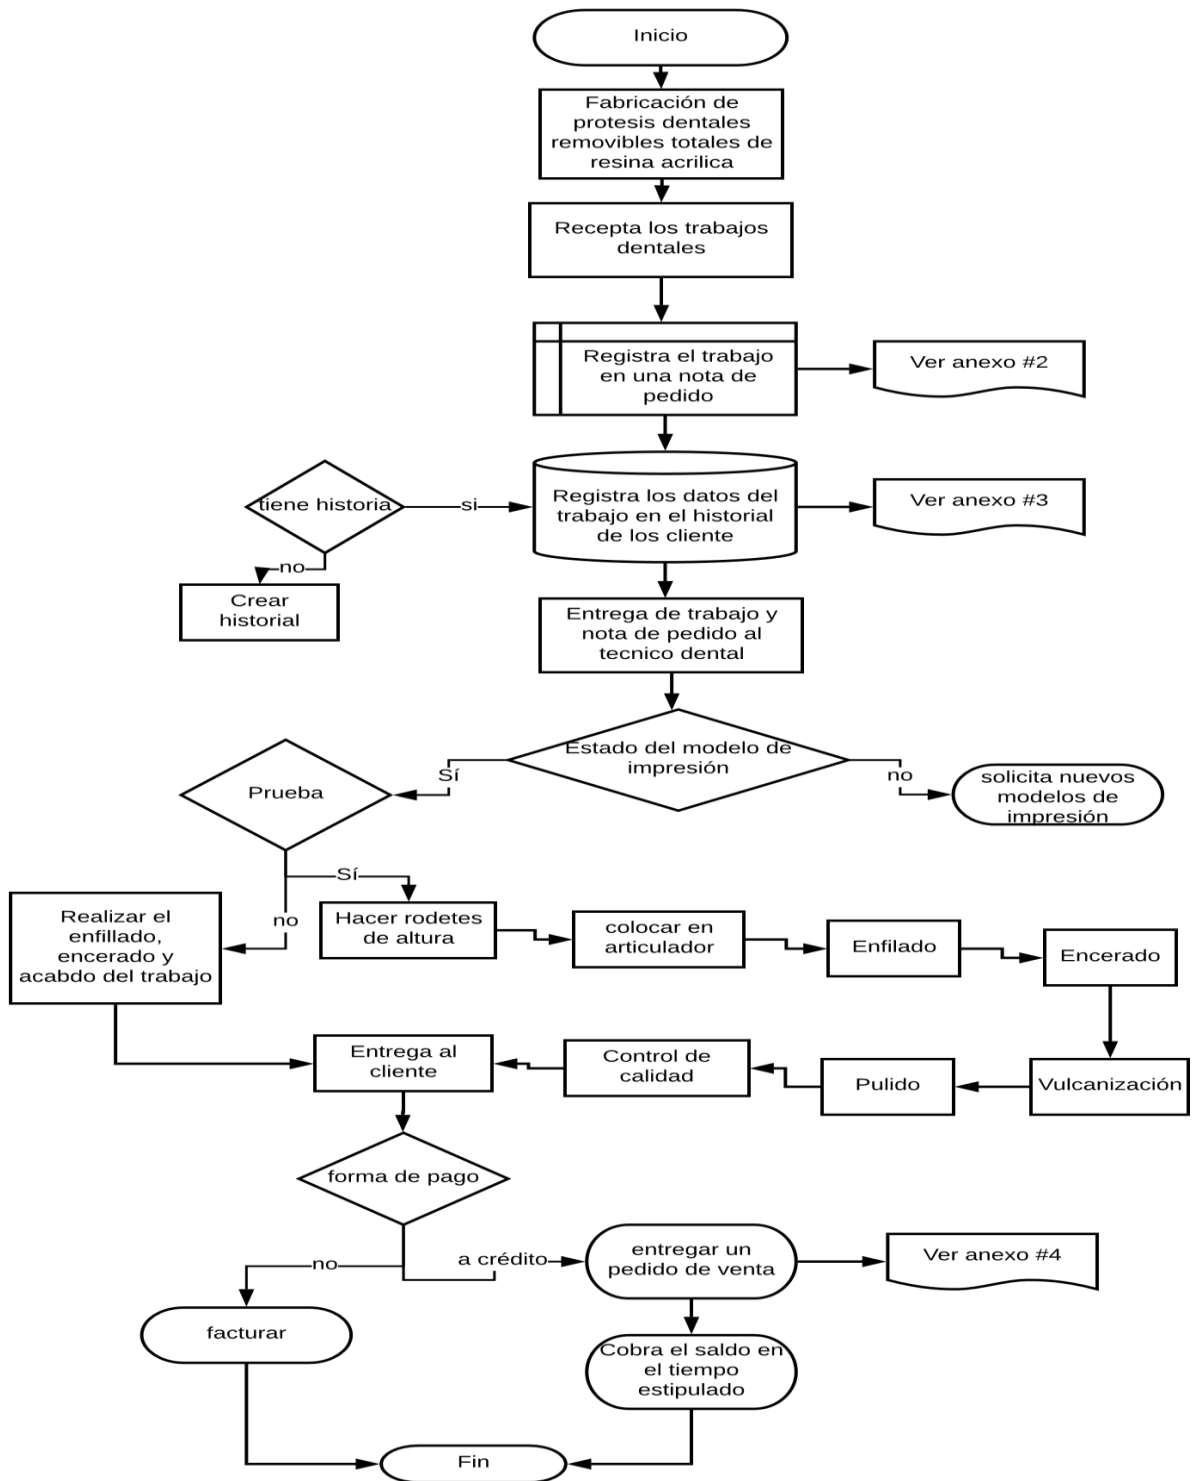 Inicio
Fabricación de
protesis dentales
removibles totales de
resina acrilica
Recepta los trabajos
dentales
Registra el trabajo
en una nota de
pedido
Ver anexo #2
tiene historia
si
Registra los datos del
trabajo en el historial
de los cliente
Ver anexo #3
no
Crear
historial
Entrega de trabajo y
nota de pedido al
tecnico dental
Estado del modelo de
impresión
Sí
no
solicita nuevos
modelos de
impresión
Prueba
Sí
no
Realizar el
enfillado,
encerado y
acabdo del trabajo
Hacer rodetes
de altura
colocar en
articulador
Enfilado
Encerado
Vulcanización
Pulido
Control de
calidad
Entrega al
cliente
forma de pago
no
a crédito
entregar un
pedido de venta
Ver anexo #4
facturar
Cobra el saldo en
el tiempo
estipulado
Fin